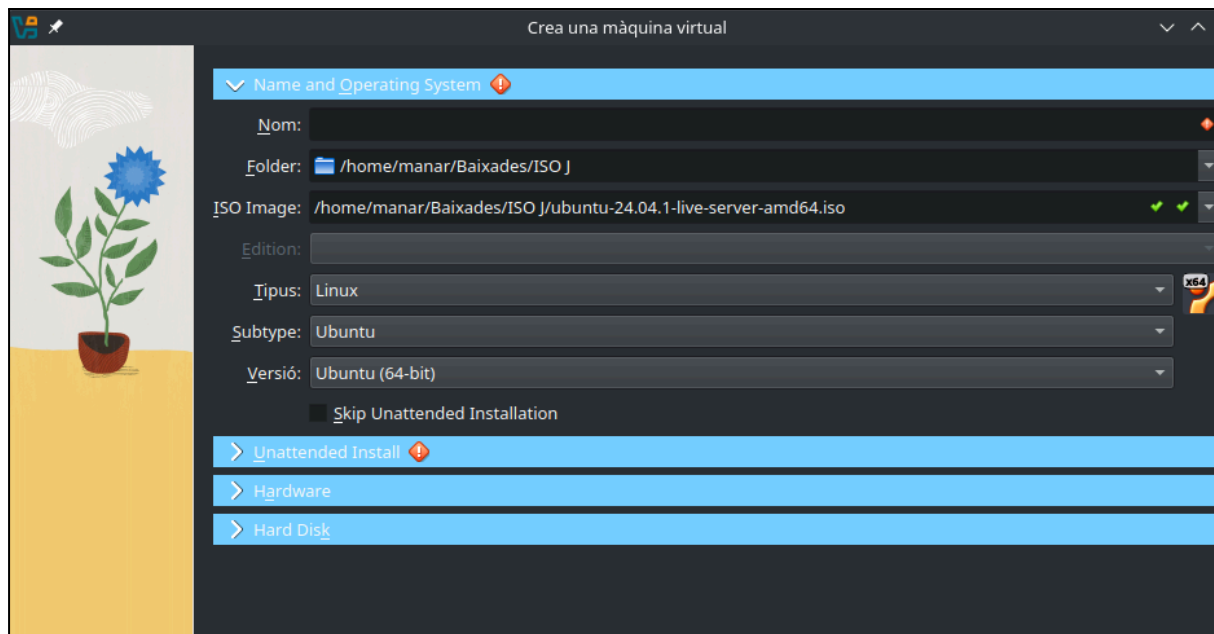 Crea una màquina virtual
Name and Operating System
Nom:
Folder: /home/manar/Baixades/ISO J
ISO Image: /home/manar/Baixades/ISO J/ubuntu-24.04.1-live-server-amd64.iso
Edition:
Tipus: Linux
x64
Subtype: Ubuntu
Versió: Ubuntu (64-bit)
Skip Unattended Installation
Unattended Install
Hardware
Hard Disk